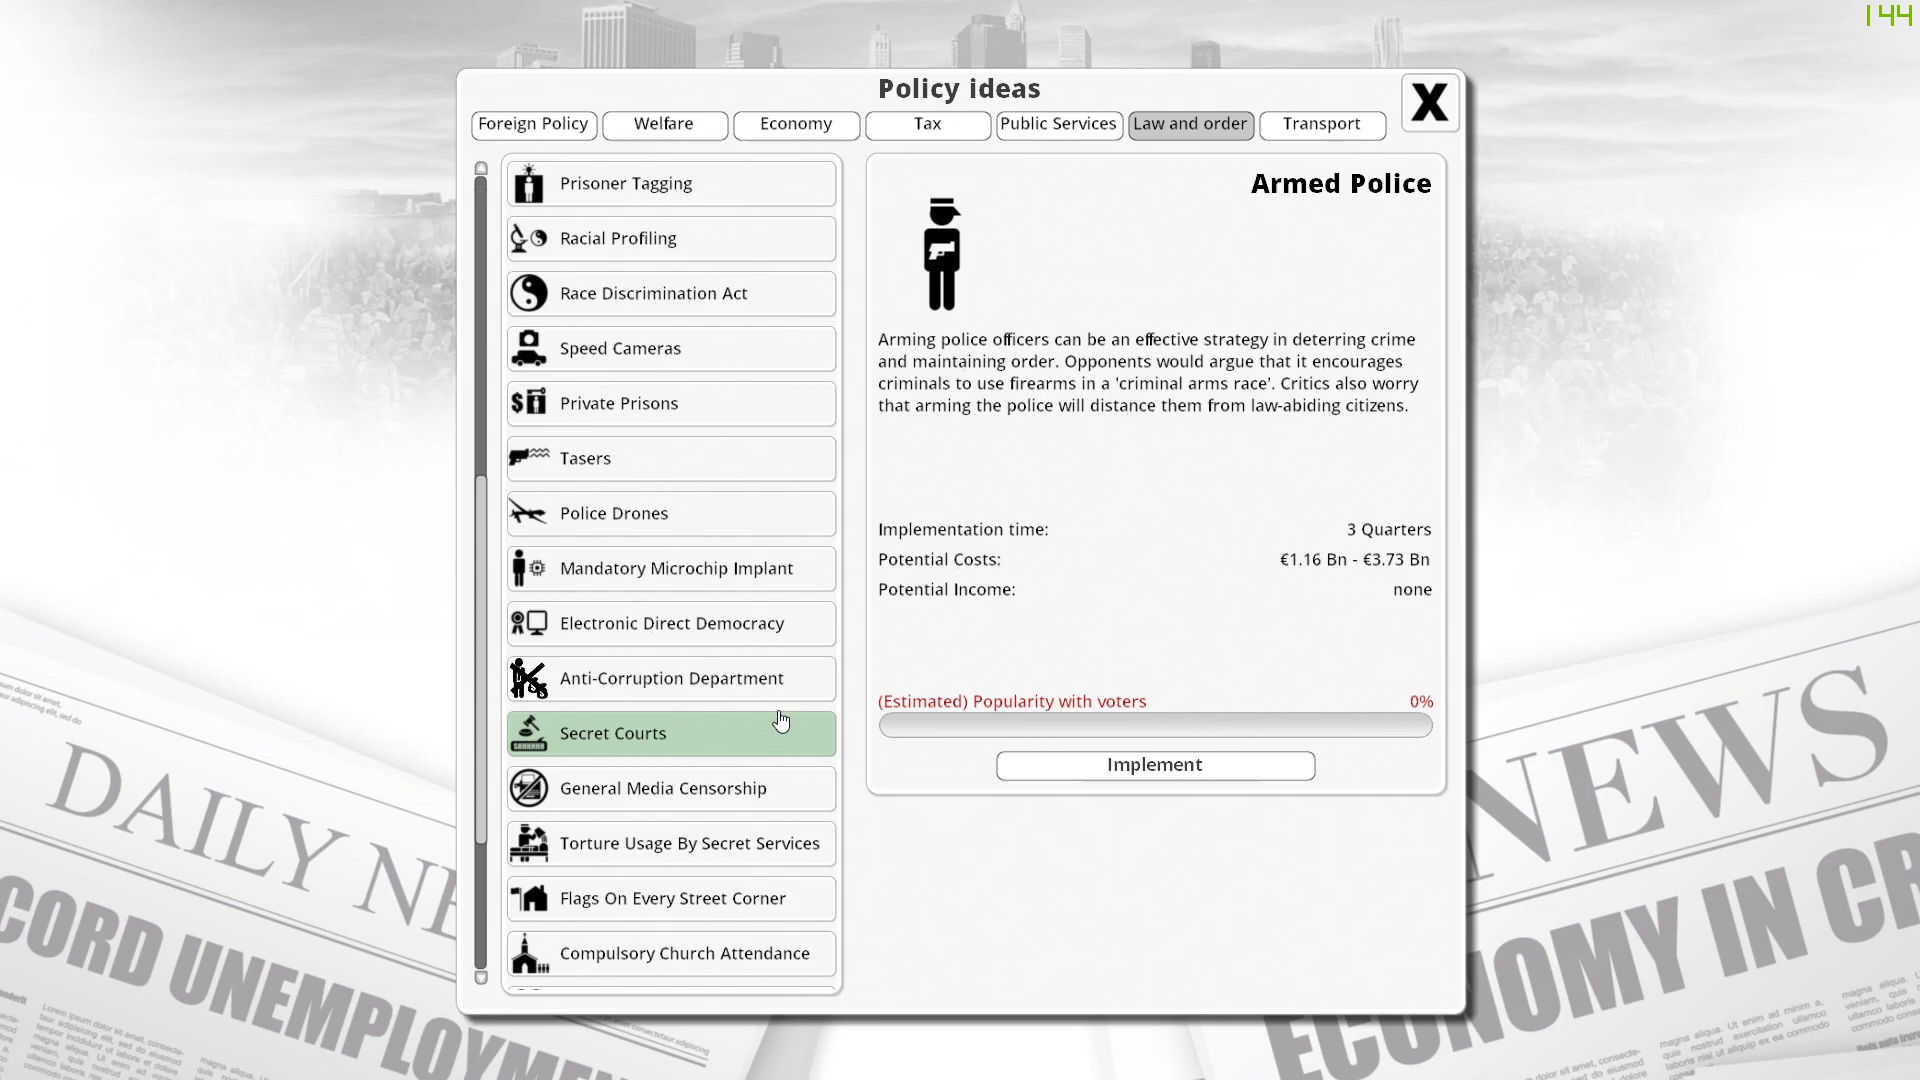 144
Policy ideas
X
Foreign Policy
Welfare
Economy
Tax
Public Services
Law and order
Transport
Prisoner Tagging
Racial Profiling
Race Discrimination Act
Speed Cameras
Private Prisons
Tasers
Police Drones
Mandatory Microchip Implant
Electronic Direct Democracy
Anti-Corruption Department
Secret Courts
General Media Censorship
Torture Usage By Secret Services
Flags On Every Street Corner
Compulsory Church Attendance
Armed Police
Arming police officers can be an effective strategy in deterring crime
and maintaining order. Opponents would argue that it encourages
criminals to use firearms in a 'criminal arms race'. Critics also worry
that arming the police will distance them from law-abiding citizens.
Implementation time: 3 Quarters
Potential Costs: €1.16 Bn - €3.73 Bn
Potential Income: none
(Estimated) Popularity with voters 0%
Implement
DAILY NE
CORD UNEMPLOYME
NEWS
ECONOMY IN CR